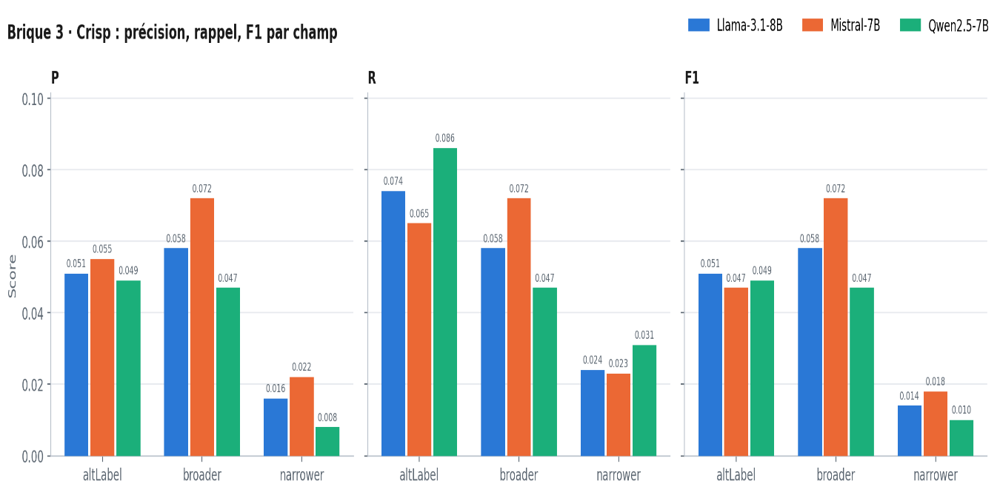 Brique 3 · Crisp : précision, rappel, F1 par champ
Llama-3.1-8B
Mistral-7B
Qwen2.5-7B
P
R
F1
Score
0.10
0.08
0.06
0.04
0.02
0.00
0.051
0.055
0.049
0.058
0.072
0.047
0.016
0.022
0.008
altLabel
broader
narrower
0.074
0.065
0.086
0.058
0.072
0.047
0.024
0.023
0.031
altLabel
broader
narrower
0.051
0.047
0.049
0.058
0.072
0.047
0.014
0.018
0.010
altLabel
broader
narrower